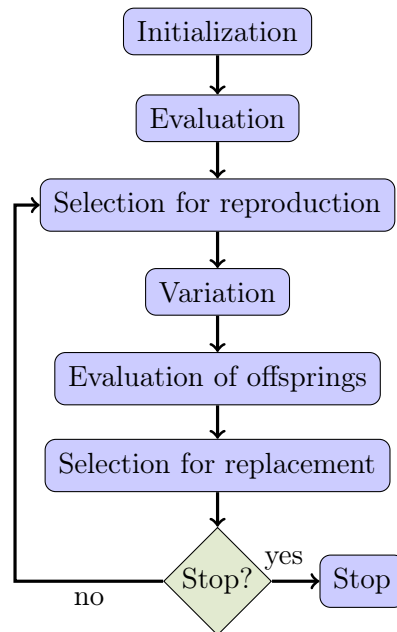 Initialization
Evaluation
Selection for reproduction
Variation
Evaluation of offsprings
Selection for replacement
Stop?
yes
Stop
no